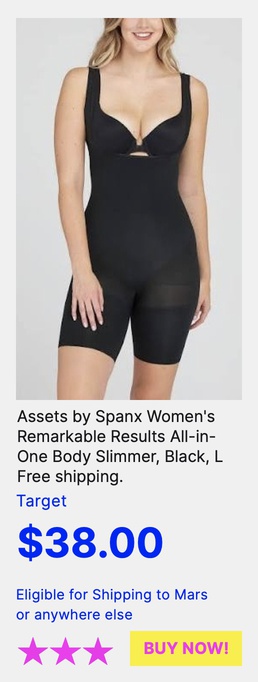 Assets by Spanx Women's
Remarkable Results All-in-
One Body Slimmer, Black, L
Free shipping.
Target
$38.00
Eligible for Shipping to Mars
or anywhere else
BUY NOW!